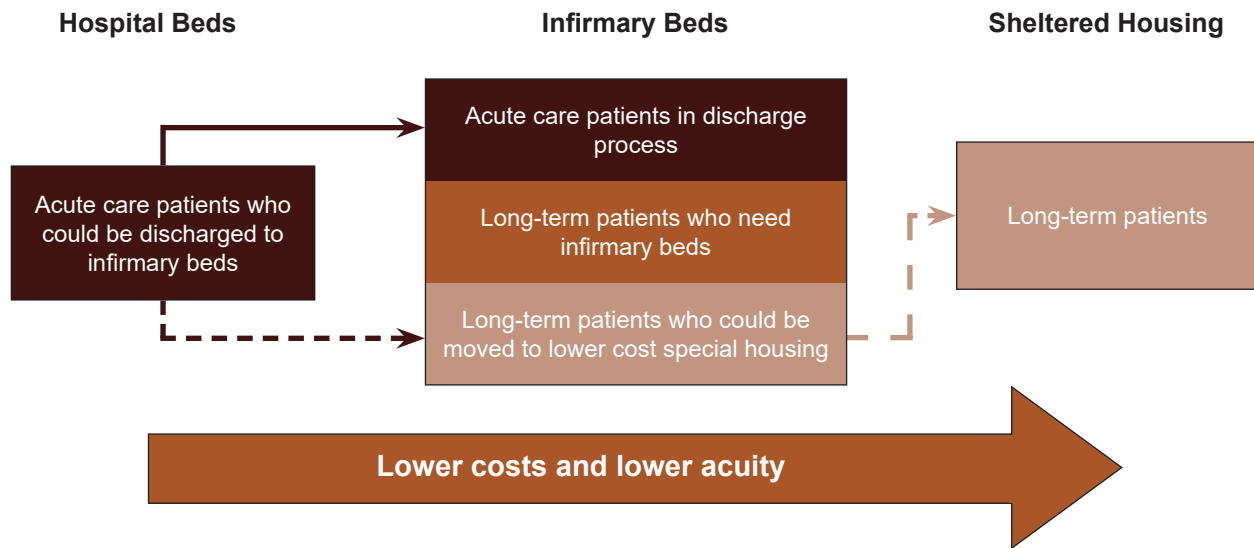 Hospital Beds
Infirmary Beds
Sheltered Housing
Acute care patients who
could be discharged to
infirmary beds
Acute care patients in discharge
process
Long-term patients who need
infirmary beds
Long-term patients who could be
moved to lower cost special housing
Long-term patients
Lower costs and lower acuity